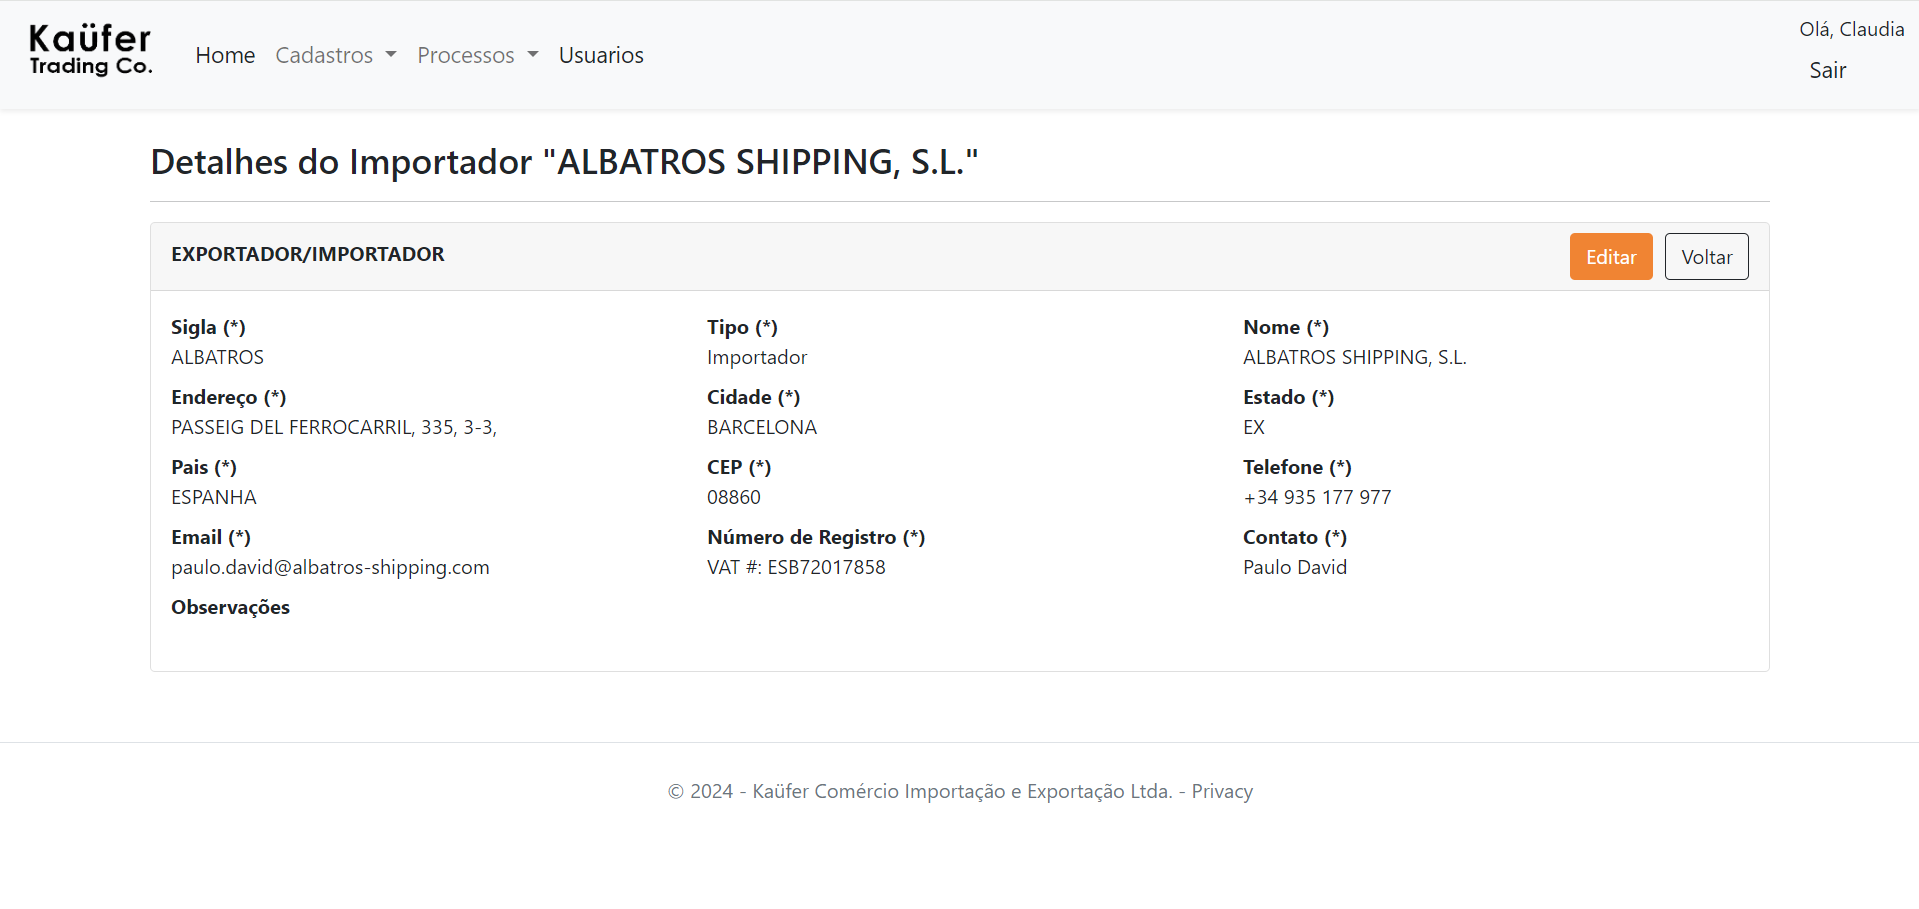 Kaüfer
Trading Co.
Home Cadastros Processos Usuarios
Olá, Claudia
Sair
Detalhes do Importador "ALBATROS SHIPPING, S.L."
EXPORTADOR/IMPORTADOR
Editar Voltar
Sigla (*) Tipo (*) Nome (*)
ALBATROS Importador ALBATROS SHIPPING, S.L.
Endereço (*) Cidade (*) Estado (*)
PASSEIG DEL FERROCARRIL, 335, 3-3, BARCELONA EX
Pais (*) CEP (*) Telefone (*)
ESPANHA 08860 +34 935 177 977
Email (*) Número de Registro (*) Contato (*)
paulo.david@albatros-shipping.com VAT #: ESB72017858 Paulo David
Observações
© 2024 - Kaüfer Comércio Importação e Exportação Ltda. - Privacy